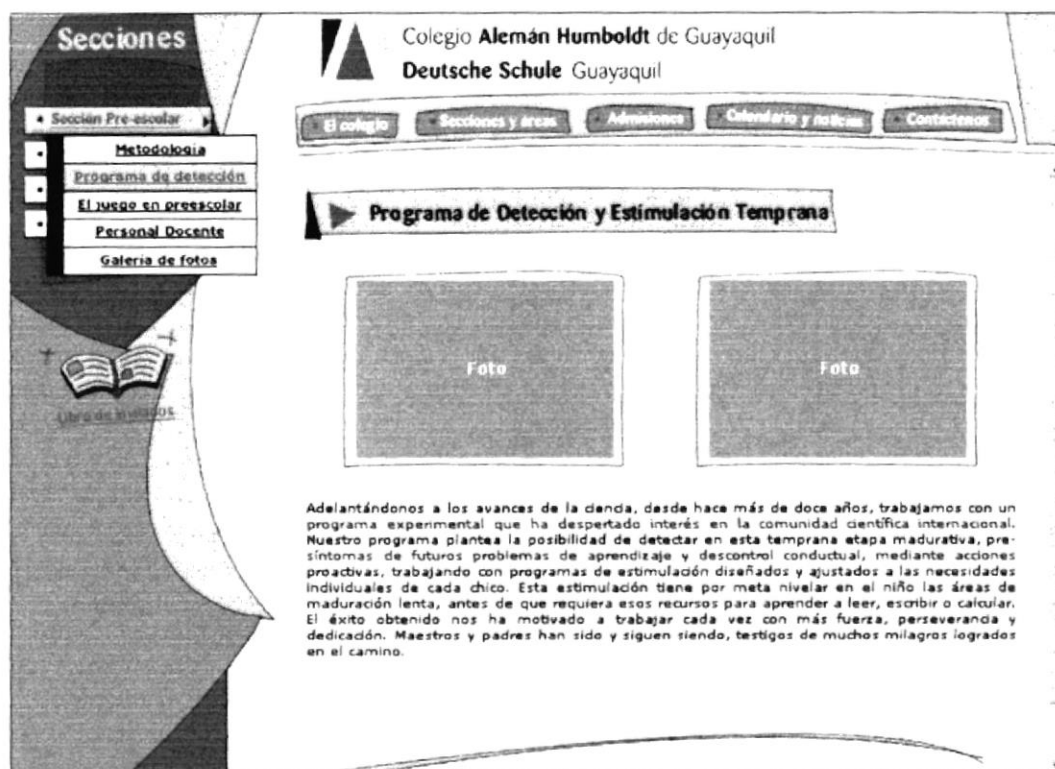 Secciones
Colegio Alemán Humboldt de Guayaquil
Deutsche Schule Guayaquil
Sección Pre-escolar
El colegio
Secciones y áreas
Admisiones
Calendario y noticias
Contáctenos
Metodología
Programa de detección
El juego en preescolar
Personal Docente
Galería de fotos
Programa de Detección y Estimulación Temprana
Foto
Foto
Libro de invitados
Adelantándonos a los avances de la ciencia, desde hace más de doce años, trabajamos con un
programa experimental que ha despertado interés en la comunidad científica internacional.
Nuestro programa plantea la posibilidad de detectar en esta temprana etapa madurativa, pre-
síntomas de futuros problemas de aprendizaje y descontrol conductual, mediante acciones
proactivas, trabajando con programas de estimulación diseñados y ajustados a las necesidades
individuales de cada chico. Esta estimulación tiene por meta nivelar en el niño las áreas de
maduración lenta, antes de que requiera esos recursos para aprender a leer, escribir o calcular.
El éxito obtenido nos ha motivado a trabajar cada vez con más fuerza, perseverancia y
dedicación. Maestros y padres han sido y siguen siendo, testigos de muchos milagros logrados
en el camino.